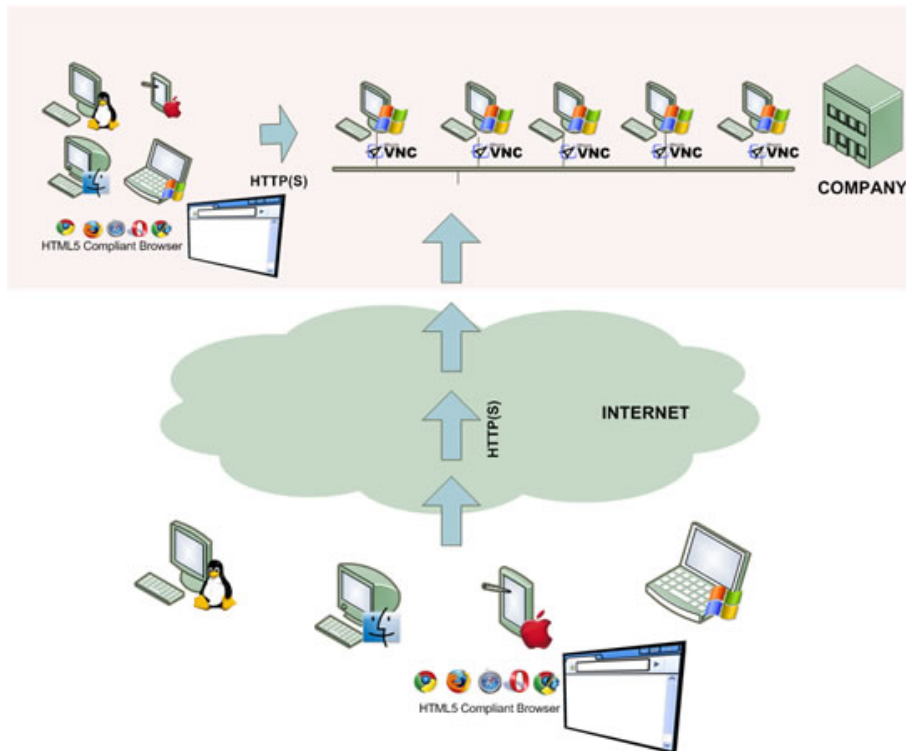 VNC
VNC
VNC
VNC
VNC
HTTP(S)
COMPANY
HTML5 Compliant Browser
INTERNET
HTTP(S)
HTML5 Compliant Browser